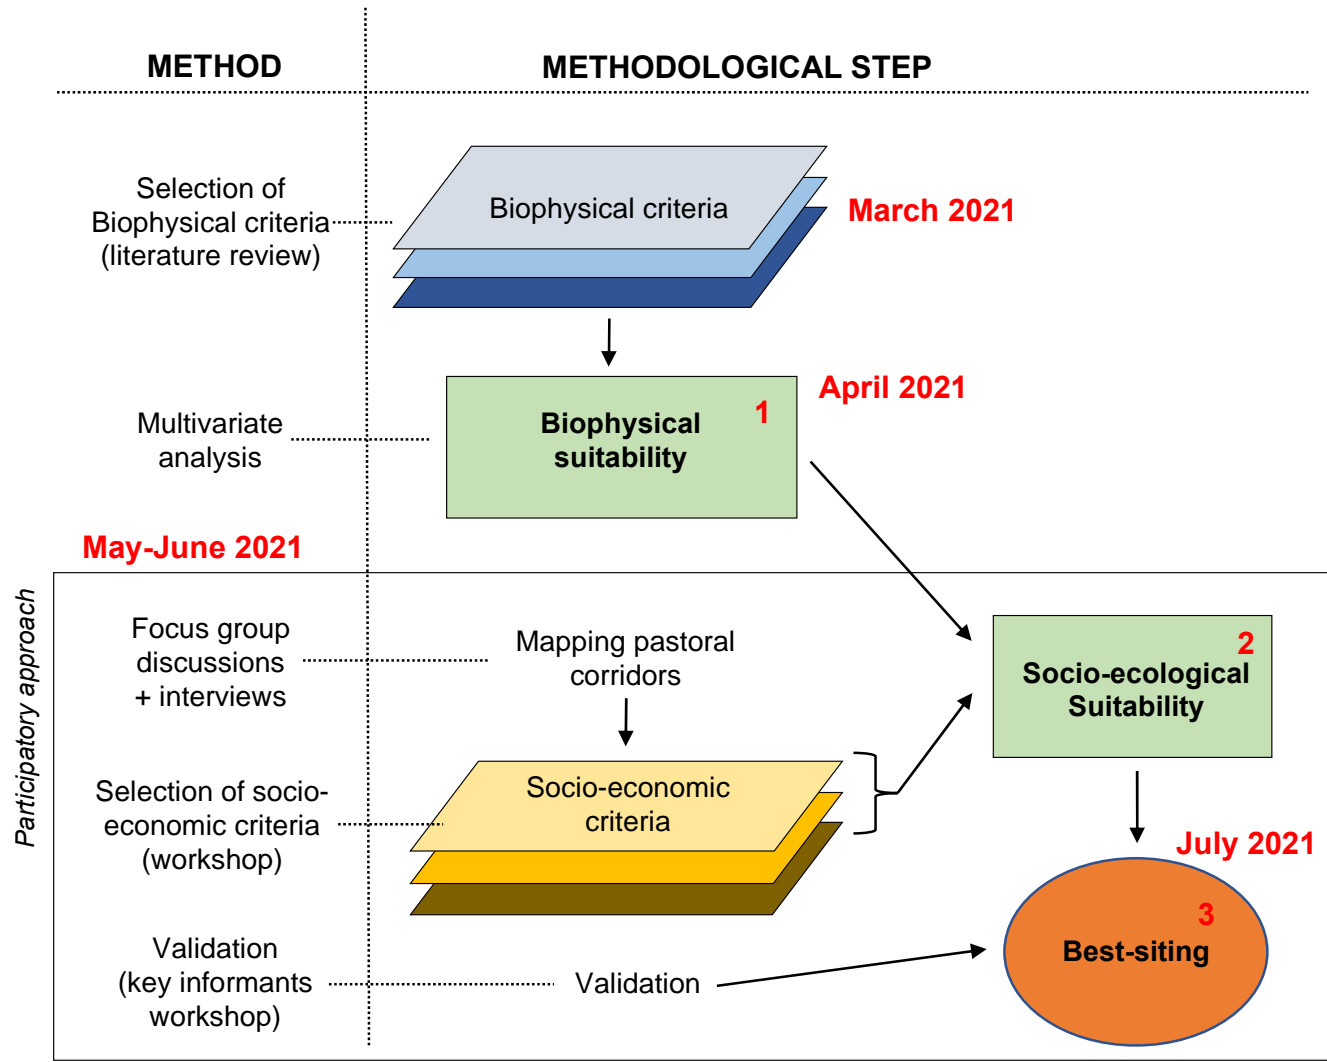 METHOD
METHODOLOGICAL STEP
Selection of
Biophysical criteria
(literature review)
Biophysical criteria
March 2021
Multivariate
analysis
Biophysical
suitability
1
April 2021
May-June 2021
Participatory approach
Focus group
discussions
+ interviews
Mapping pastoral
corridors
2
Socio-ecological
Suitability
Selection of socio-
economic criteria
(workshop)
Socio-economic
criteria
July 2021
Validation
(key informants
workshop)
Validation
3
Best-siting